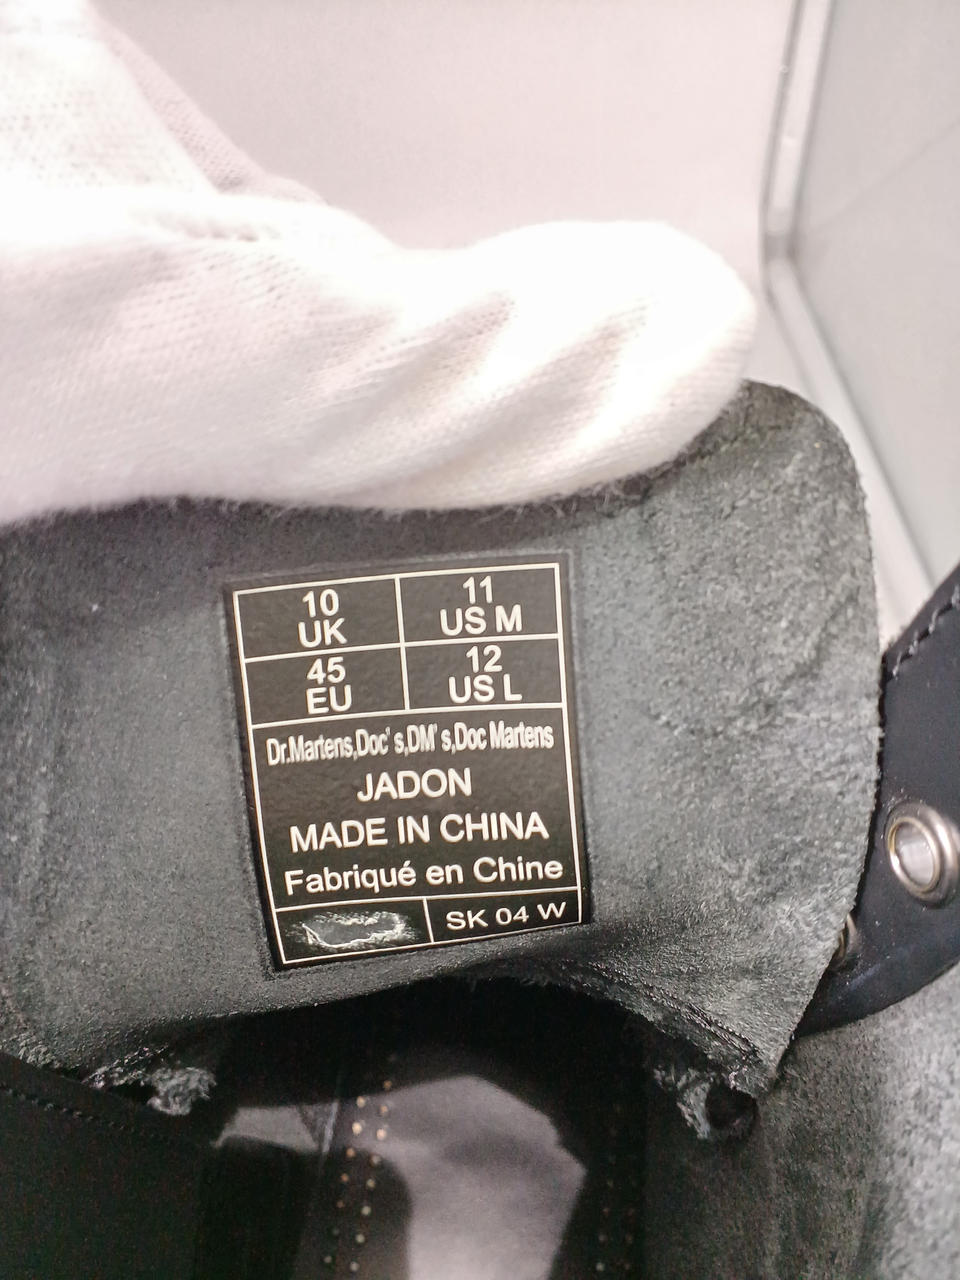 10 11
UK US M
45 12
EU US L
Dr.Martens,Doc' s,DM' s,Doc Martens
JADON
MADE IN CHINA
Fabriqué en Chine
SK 04 W